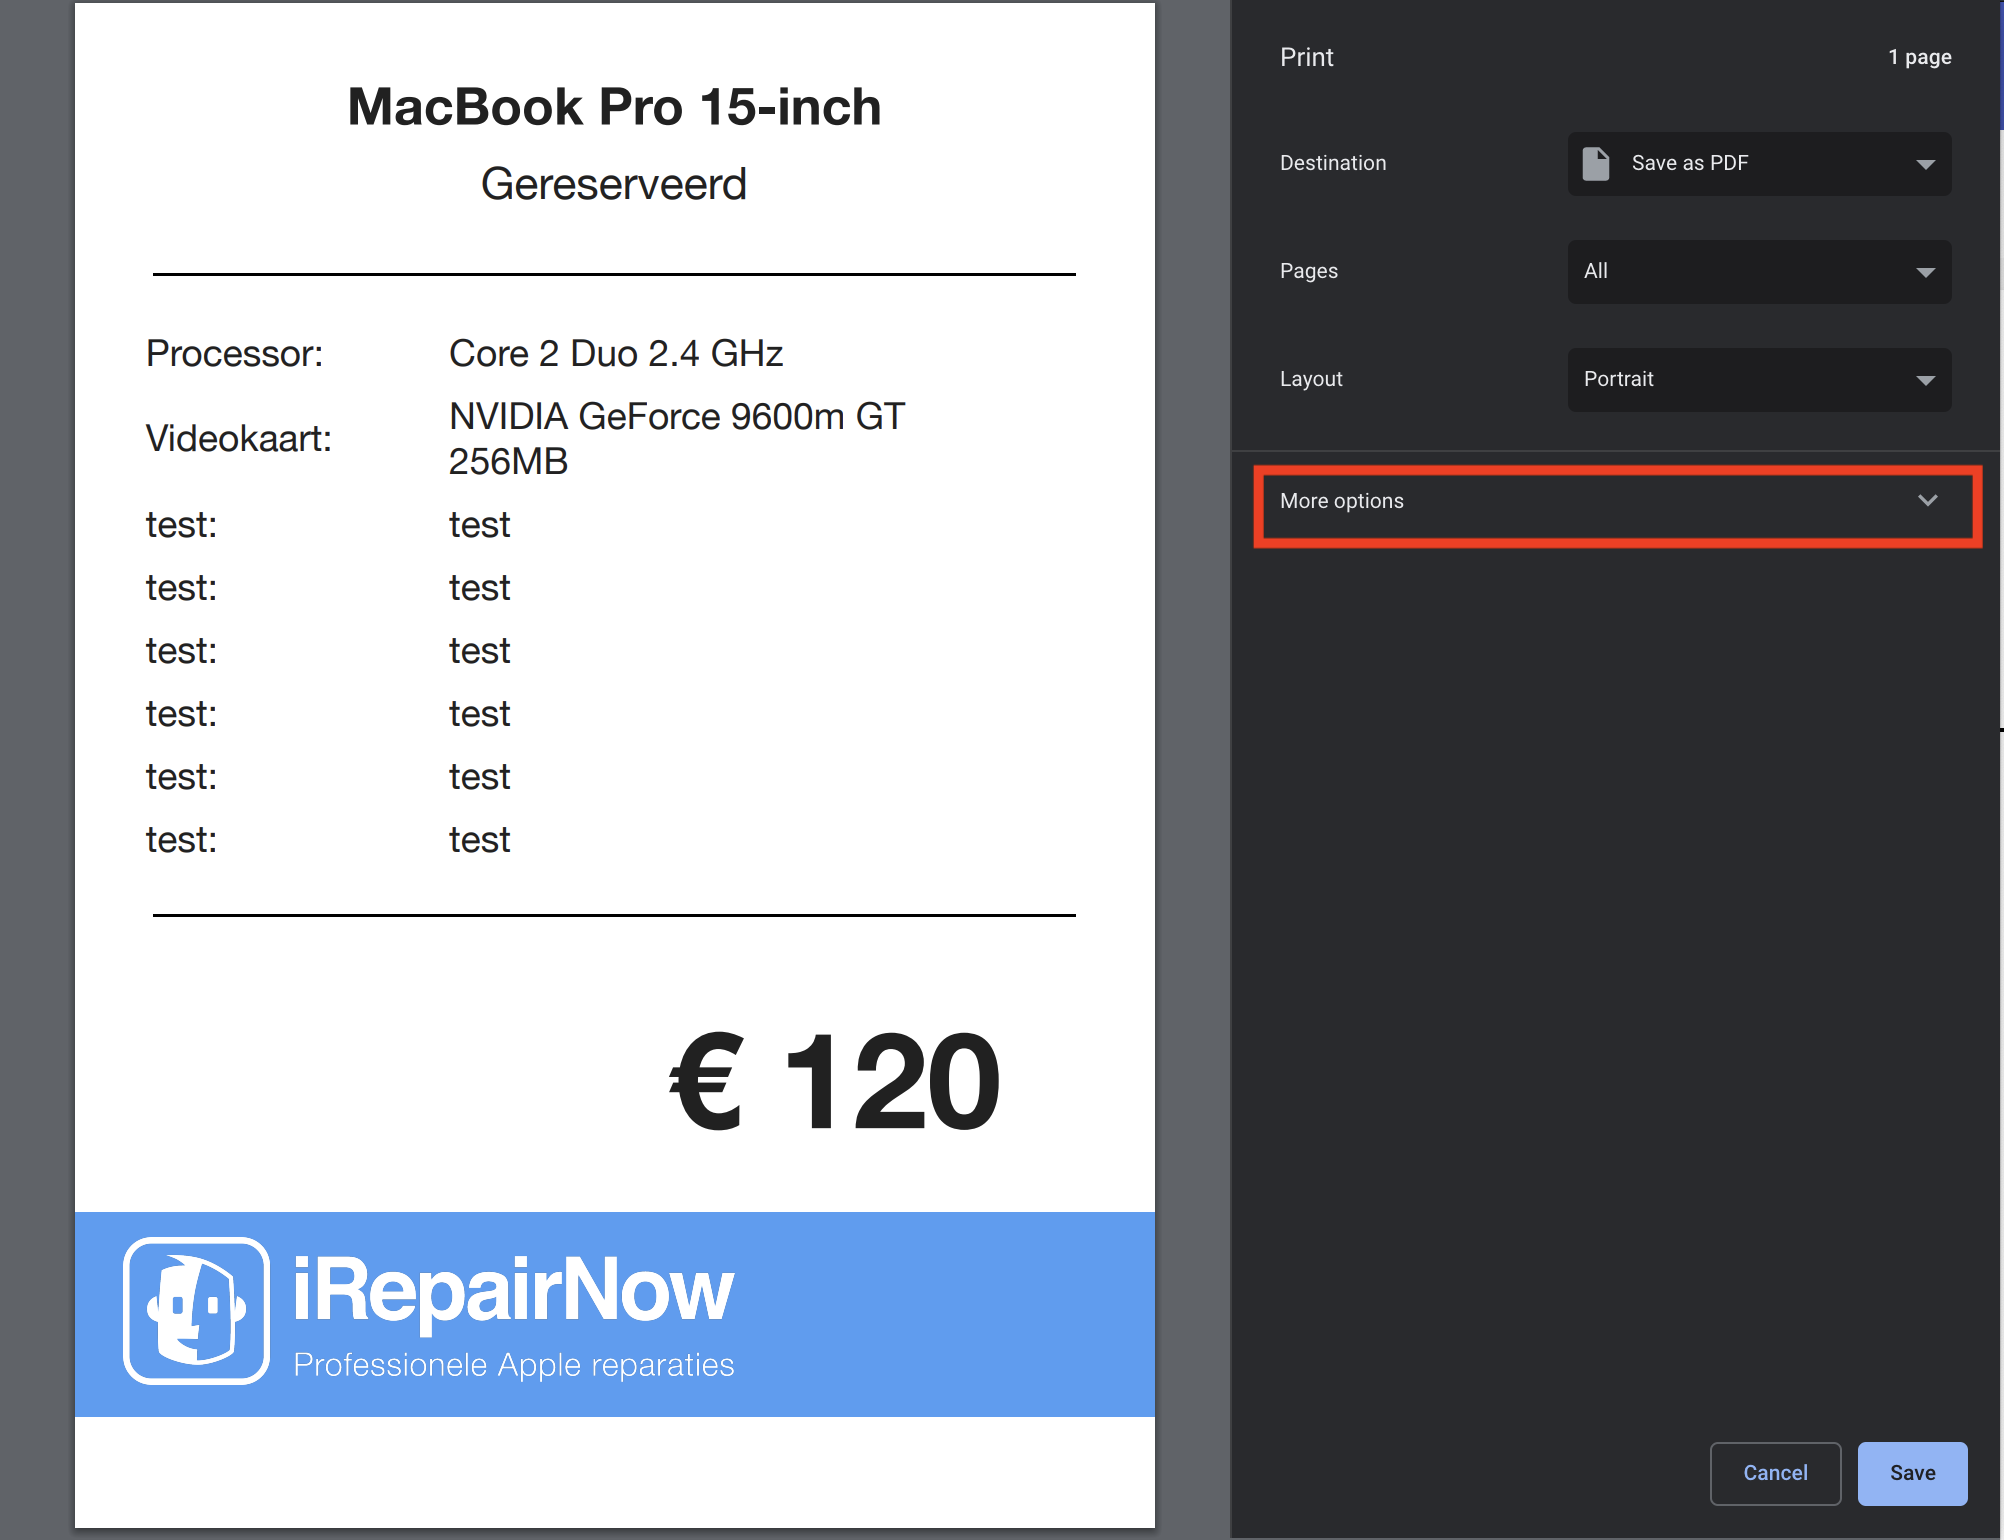 MacBook Pro 15-inch
Gereserveerd
Processor: Core 2 Duo 2.4 GHz
Videokaart: NVIDIA GeForce 9600m GT
256MB
test: test
test: test
test: test
test: test
test: test
test: test
€ 120
iRepairNow
Professionele Apple reparaties
Print 1 page
Destination Save as PDF
Pages All
Layout Portrait
More options
Cancel Save